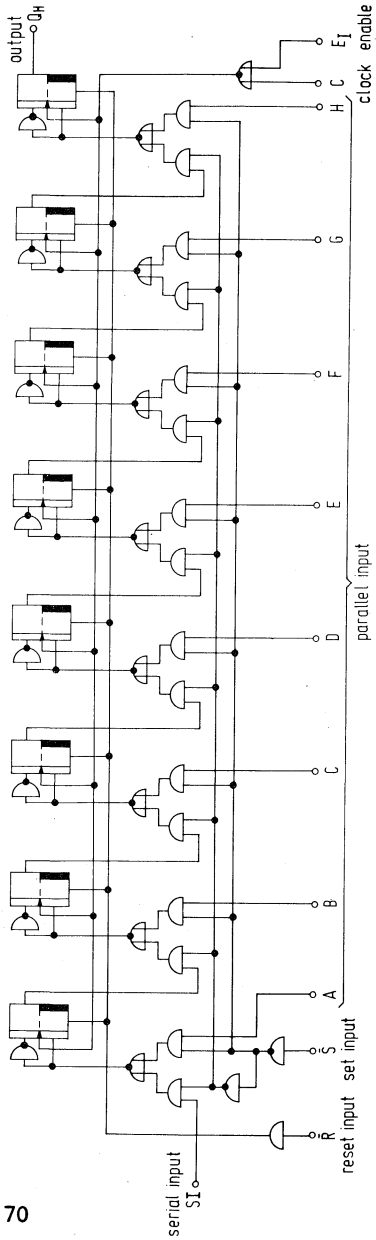 output
Q_H
serial input
SI
R̄
reset input
S̄
set input
A
B
C
D
E
F
G
H
C
E_I
clock
enable
parallel input
70